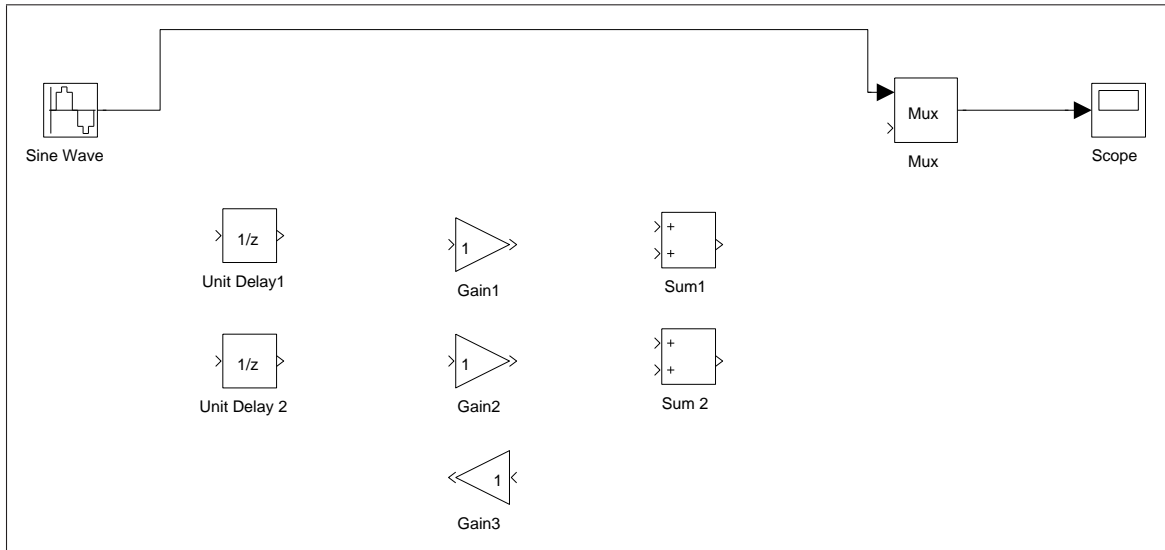 Mux
Sine Wave
Mux
Scope
1/z
1
+
+
Unit Delay1
Gain1
Sum1
1/z
1
+
+
Unit Delay 2
Gain2
Sum 2
1
Gain3